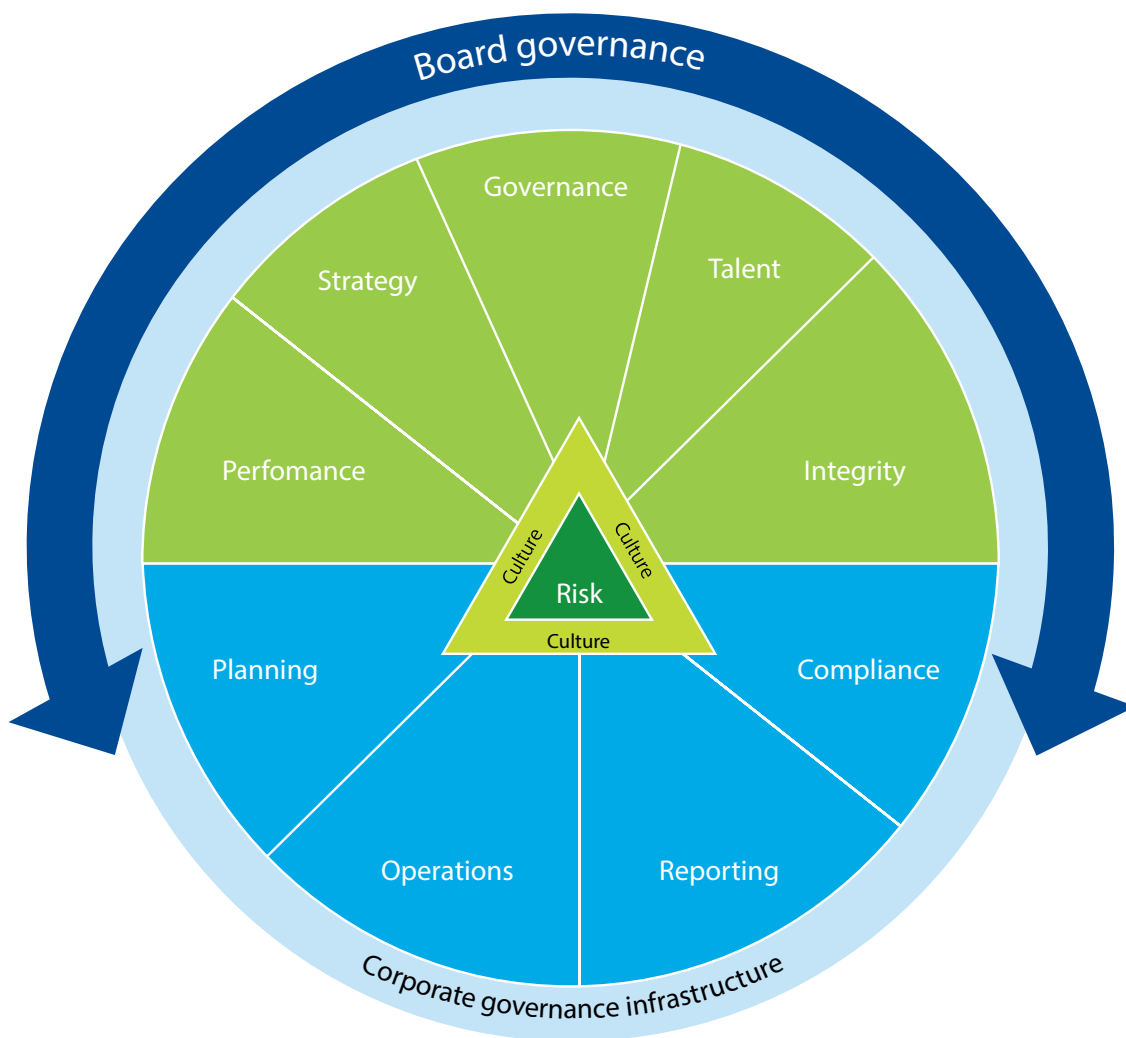 Board governance
Governance
Talent
Strategy
Perfomance
Integrity
Culture
Culture
Risk
Culture
Planning
Compliance
Operations
Reporting
Corporate governance infrastructure